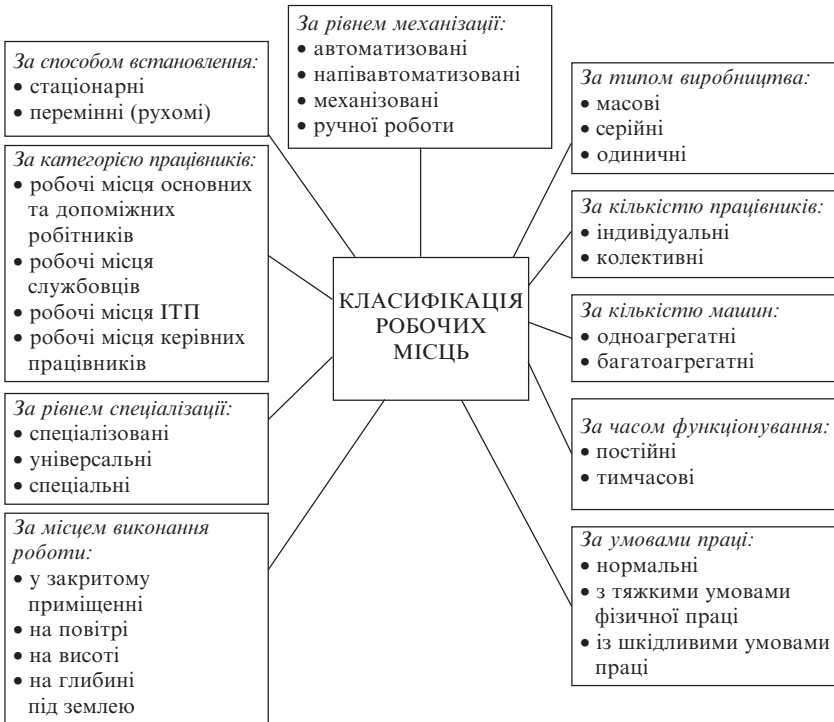 За рівнем механізації:
• автоматизовані
• напівавтоматизовані
• механізовані
• ручної роботи
За способом встановлення:
• стаціонарні
• перемінні (рухомі)
За категорією працівників:
• робочі місця основних
та допоміжних
робітників
• робочі місця
службовців
• робочі місця ІТП
• робочі місця керівних
працівників
За рівнем спеціалізації:
• спеціалізовані
• універсальні
• спеціальні
За місцем виконання
роботи:
• у закритому
приміщенні
• на повітрі
• на висоті
• на глибині
під землею
КЛАСИФІКАЦІЯ
РОБОЧИХ
МІСЦЬ
За типом виробництва:
• масові
• серійні
• одиничні
За кількістю працівників:
• індивідуальні
• колективні
За кількістю машин:
• одноагрегатні
• багатоагрегатні
За часом функціонування:
• постійні
• тимчасові
За умовами праці:
• нормальні
• з тяжкими умовами
фізичної праці
• із шкідливими умовами
праці